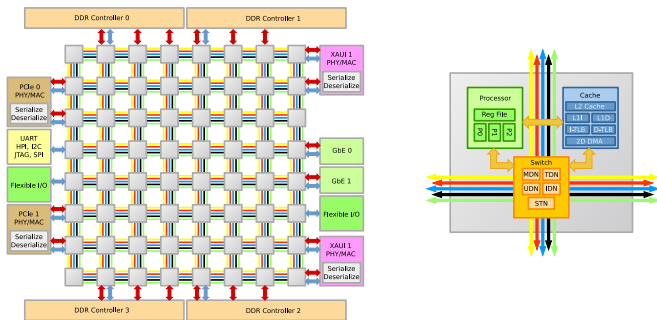 DDR Controller 0
DDR Controller 1
PCIe 0
PHY/MAC
Serialize
Deserialize
UART
HPI, I2C
JTAG, SPI
Flexible I/O
PCIe 1
PHY/MAC
Serialize
Deserialize
XAUI 1
PHY/MAC
Serialize
Deserialize
GbE 0
GbE 1
Flexible I/O
XAUI 1
PHY/MAC
Serialize
Deserialize
DDR Controller 3
DDR Controller 2
Processor
Reg File
P0
P1
P2
Cache
L2 Cache
L1I
L1D
I-TLB
D-TLB
2D DMA
Switch
MDN
TDN
UDN
IDN
STN